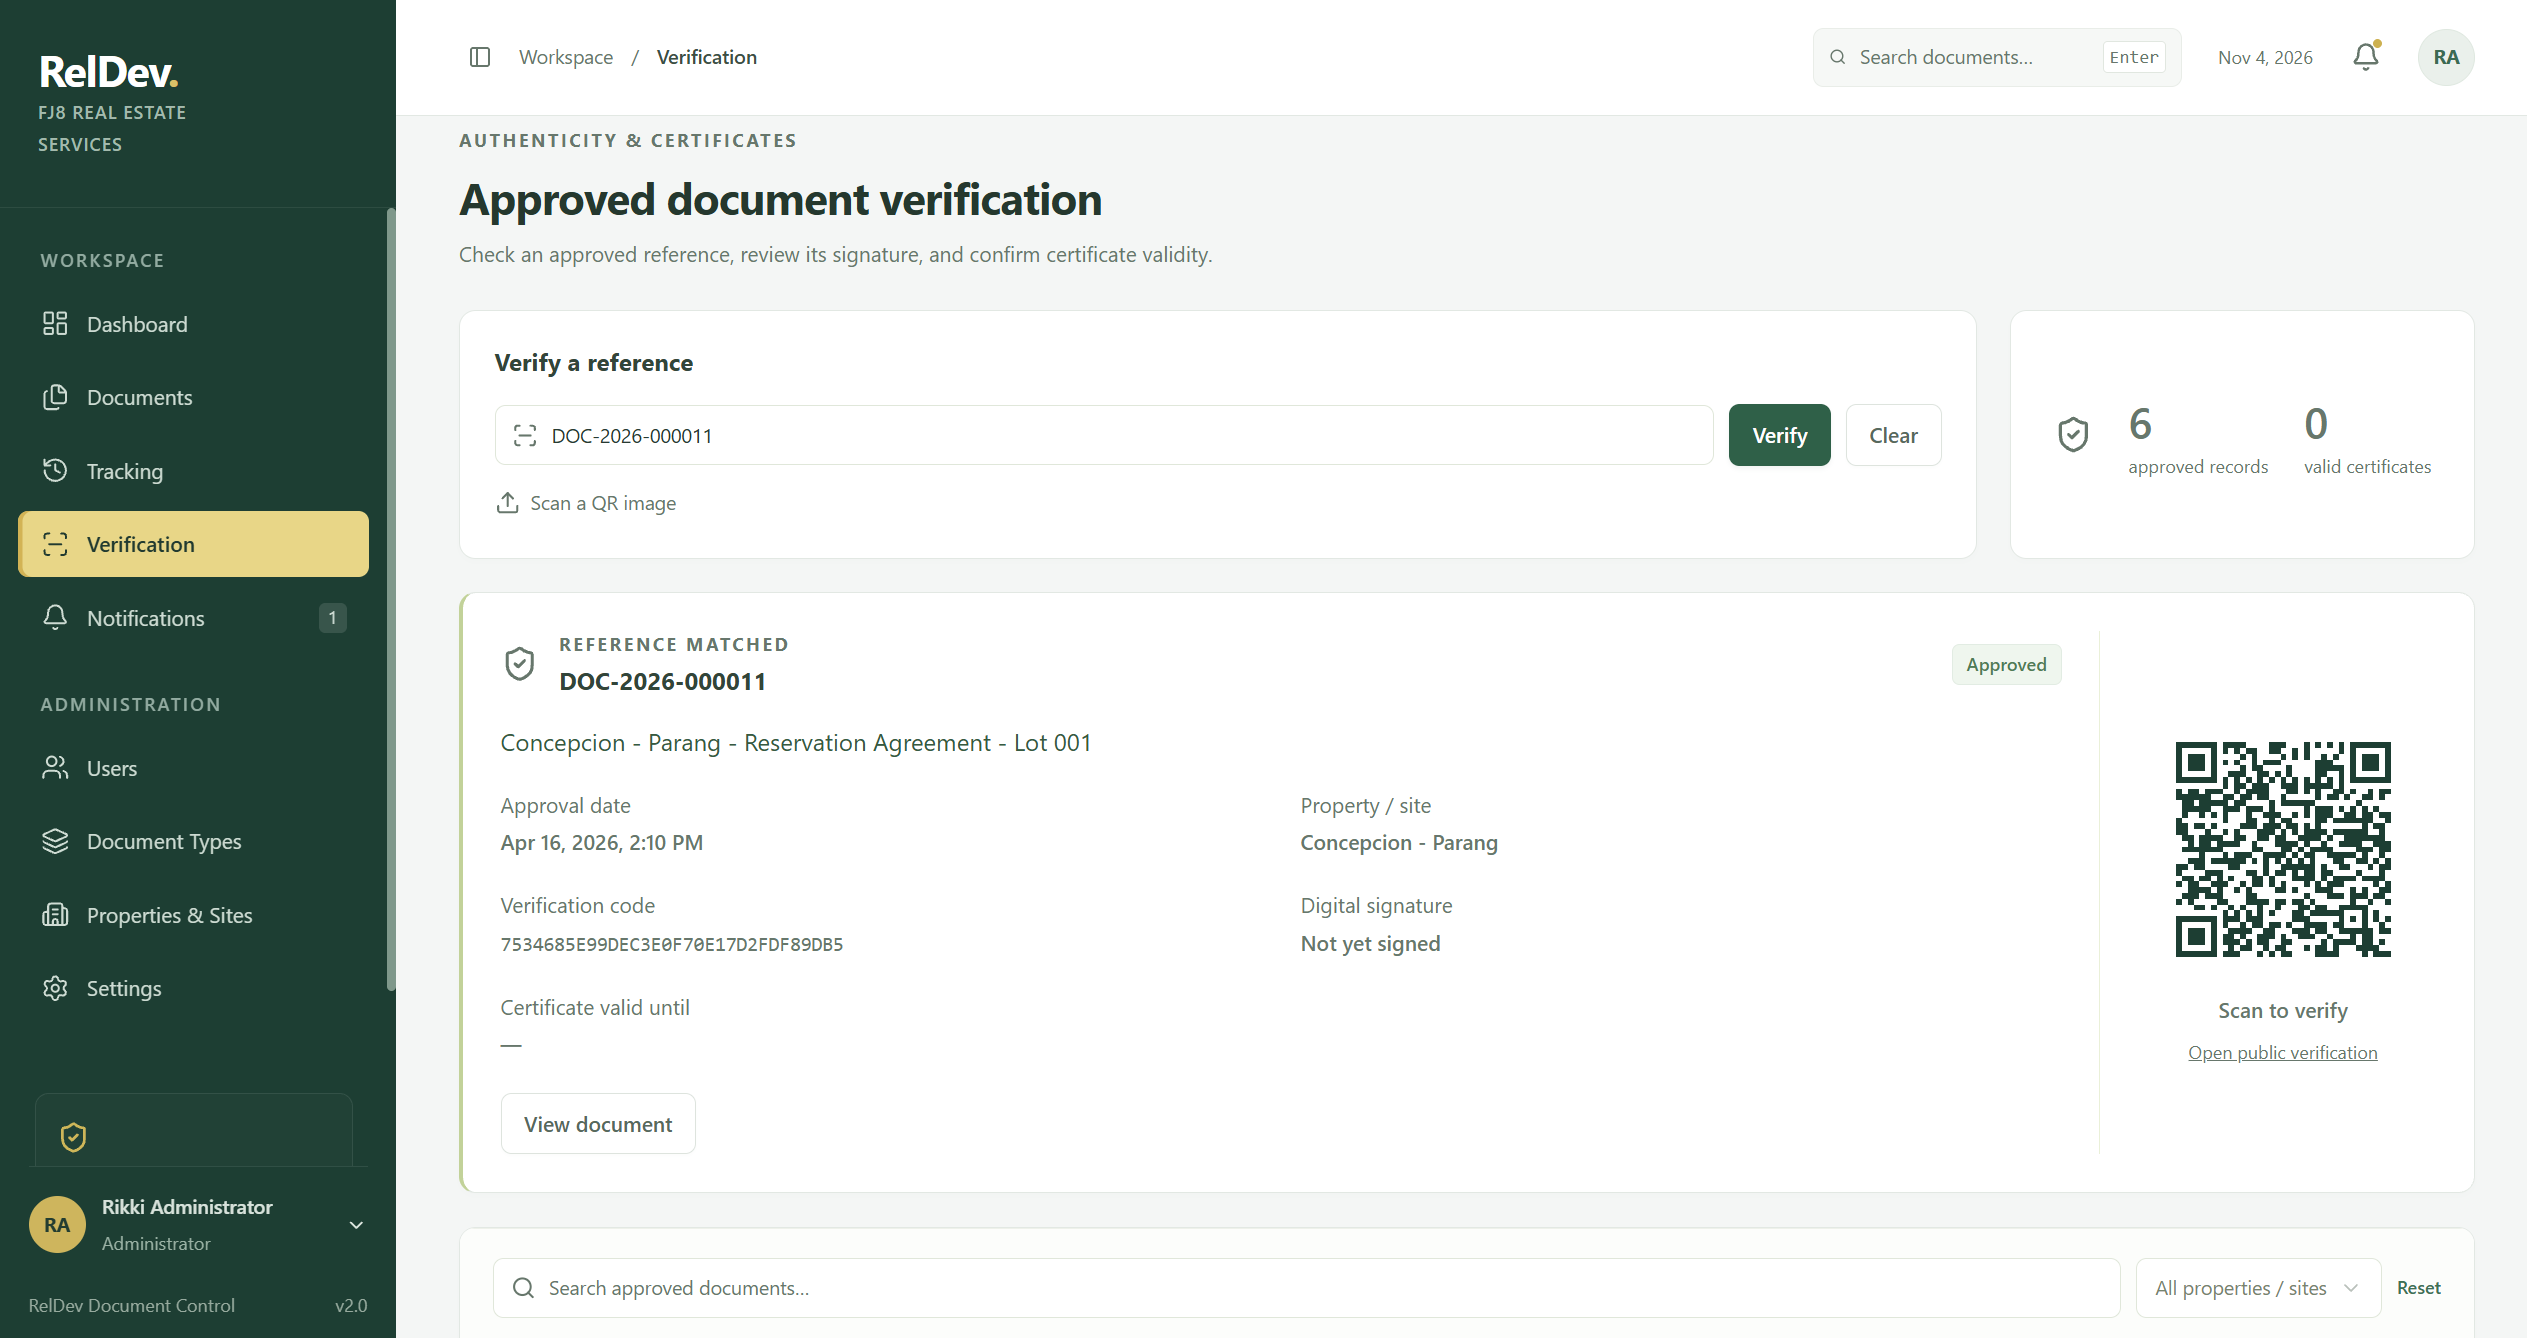 RelDev.
FJ8 REAL ESTATE
SERVICES
WORKSPACE
Dashboard
Documents
Tracking
Verification
Notifications 1
ADMINISTRATION
Users
Document Types
Properties & Sites
Settings
RA
Rikki Administrator
Administrator
RelDev Document Control v2.0
Workspace / Verification
Search documents... Enter
Nov 4, 2026
RA
AUTHENTICITY & CERTIFICATES
Approved document verification
Check an approved reference, review its signature, and confirm certificate validity.
Verify a reference
DOC-2026-000011
Verify
Clear
Scan a QR image
6
approved records
0
valid certificates
REFERENCE MATCHED
DOC-2026-000011
Approved
Concepcion - Parang - Reservation Agreement - Lot 001
Approval date
Apr 16, 2026, 2:10 PM
Property / site
Concepcion - Parang
Verification code
7534685E99DEC3E0F70E17D2FDF89DB5
Digital signature
Not yet signed
Certificate valid until
—
View document
Scan to verify
Open public verification
Search approved documents...
All properties / sites
Reset